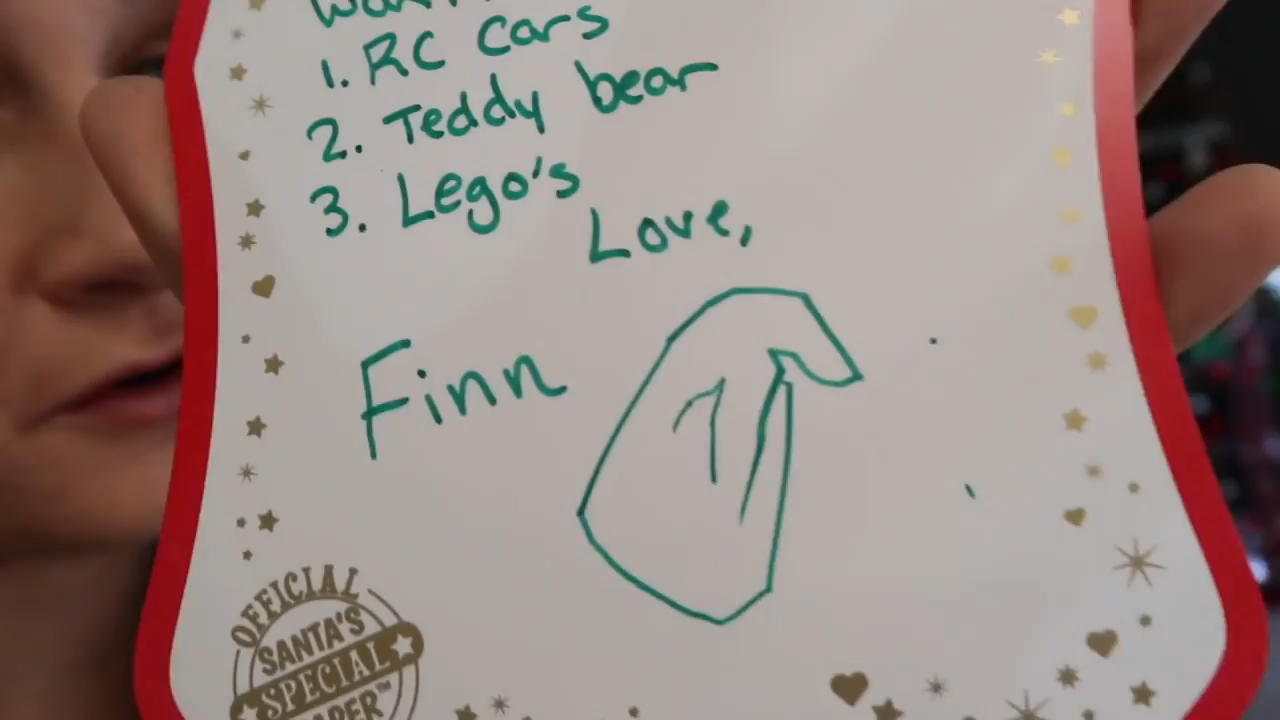 1. RC cars
2. Teddy bear
3. Lego's
Love,
Finn
OFFICIAL
SANTA'S
SPECIAL